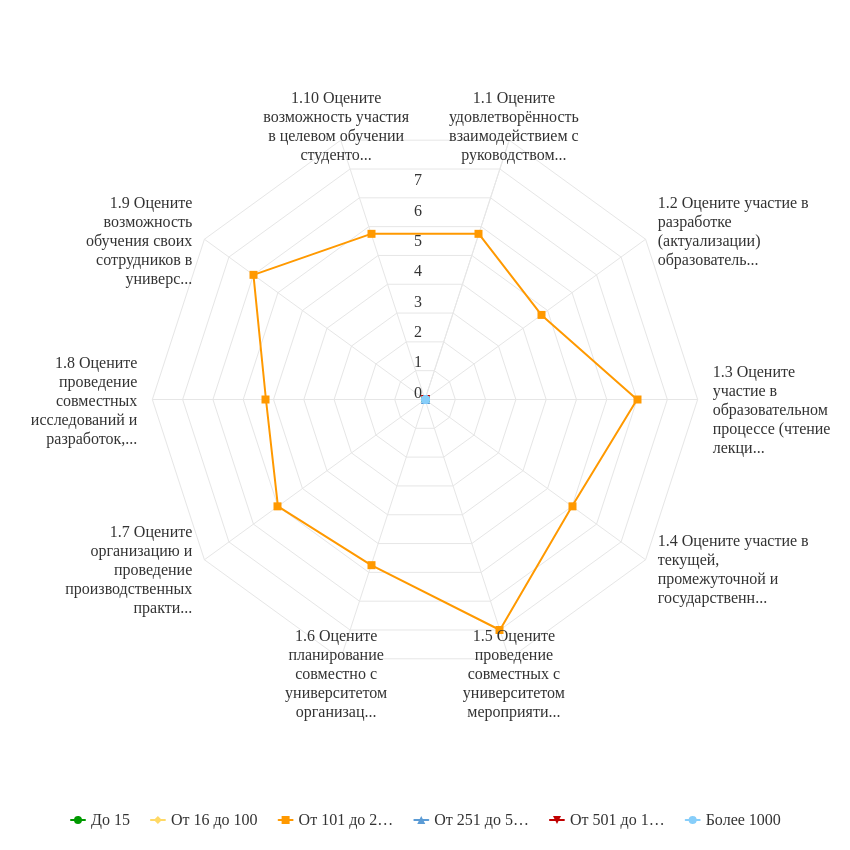 1.10 Оцените
возможность участия
в целевом обучении
студенто...
1.1 Оцените
удовлетворённость
взаимодействием с
руководством...
1.9 Оцените
возможность
обучения своих
сотрудников в
универс...
1.2 Оцените участие в
разработке
(актуализации)
образователь...
7
6
5
4
3
2
1
0
1.8 Оцените
проведение
совместных
исследований и
разработок,...
1.3 Оцените
участие в
образовательном
процессе (чтение
лекци...
1.7 Оцените
организацию и
проведение
производственных
практи...
1.4 Оцените участие в
текущей,
промежуточной и
государственн...
1.6 Оцените
планирование
совместно с
университетом
организац...
1.5 Оцените
проведение
совместных с
университетом
мероприяти...
До 15
От 16 до 100
От 101 до 2…
От 251 до 5…
От 501 до 1…
Более 1000